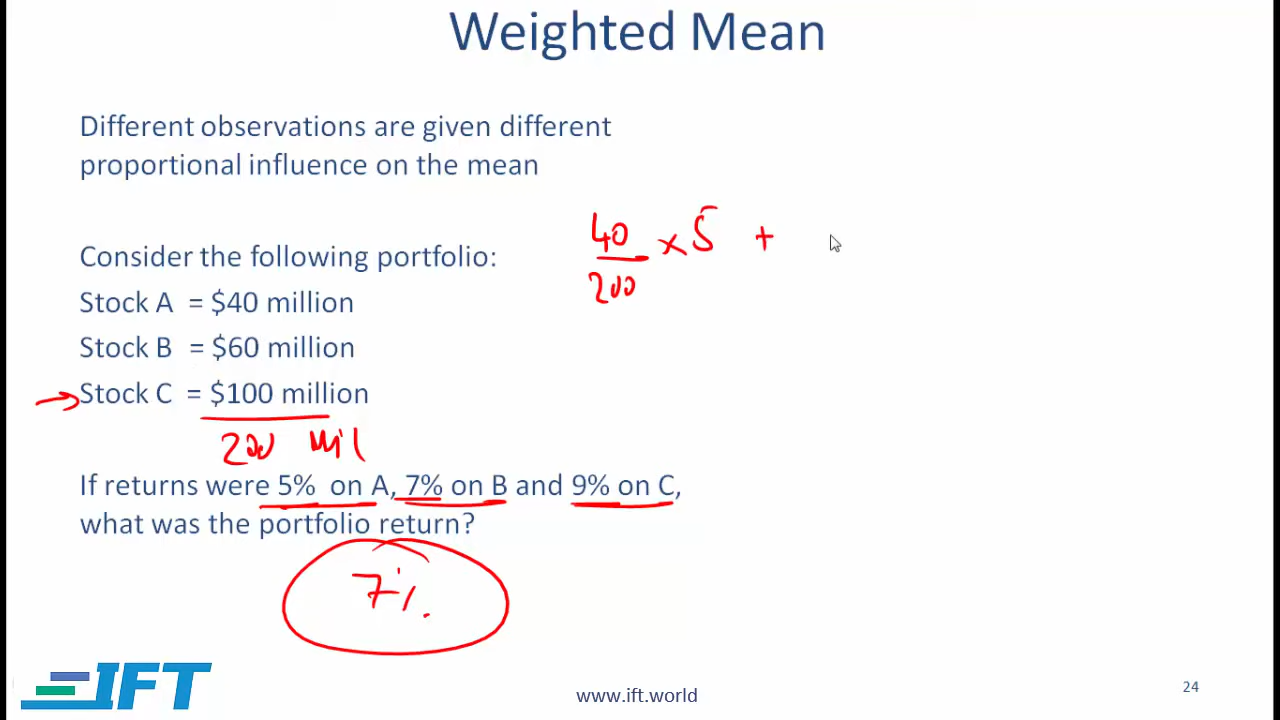 Weighted Mean
Different observations are given different
proportional influence on the mean
40
200
× 5 +
Consider the following portfolio:
Stock A = $40 million
Stock B = $60 million
Stock C = $100 million
200 mil
If returns were 5% on A, 7% on B and 9% on C,
what was the portfolio return?
7%.
IFT
www.ift.world
24